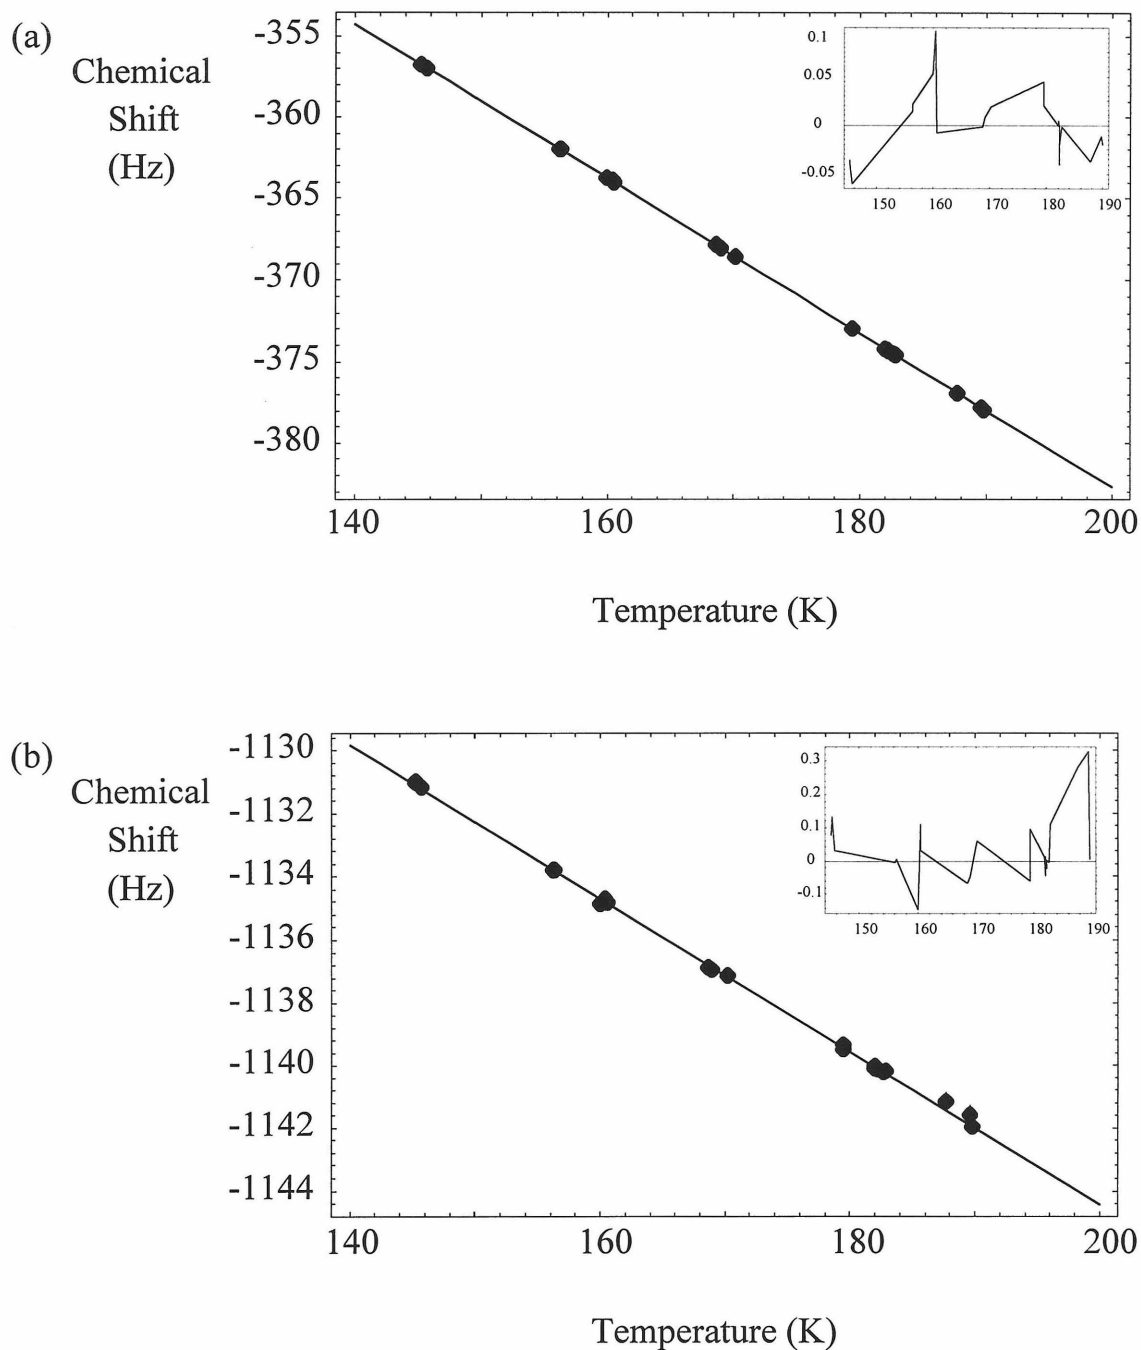 (a)
Chemical
Shift
(Hz)
-355
-360
-365
-370
-375
-380
140 160 180 200
Temperature (K)
0.1
0.05
0
-0.05
150 160 170 180 190
(b)
Chemical
Shift
(Hz)
-1130
-1132
-1134
-1136
-1138
-1140
-1142
-1144
140 160 180 200
Temperature (K)
0.3
0.2
0.1
0
-0.1
150 160 170 180 190